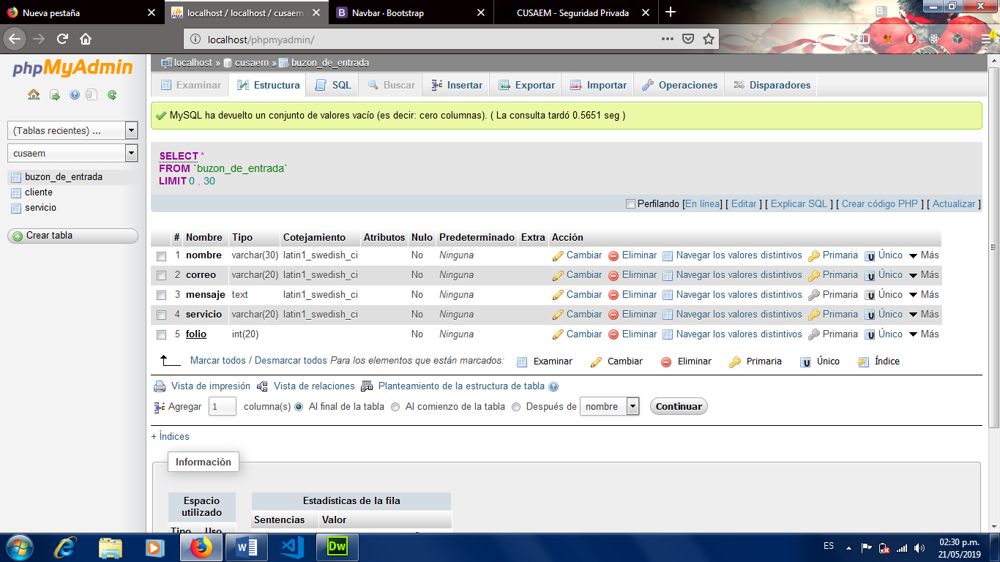 Nueva pestaña
localhost / localhost / cusaem
Navbar · Bootstrap
CUSAEM - Seguridad Privada
localhost/phpmyadmin/
phpMyAdmin
(Tablas recientes) ...
cusaem
buzon_de_entrada
cliente
servicio
Crear tabla
localhost » cusaem » buzon_de_entrada
Examinar Estructura SQL Buscar Insertar Exportar Importar Operaciones Disparadores
MySQL ha devuelto un conjunto de valores vacío (es decir: cero columnas). ( La consulta tardó 0.5651 seg )
SELECT *
FROM `buzon_de_entrada`
LIMIT 0 , 30
Perfilando [En línea] [ Editar ] [ Explicar SQL ] [ Crear código PHP ] [ Actualizar ]
# Nombre Tipo Cotejamiento Atributos Nulo Predeterminado Extra Acción
1 nombre varchar(30) latin1_swedish_ci No Ninguna Cambiar Eliminar Navegar los valores distintivos Primaria Único Más
2 correo varchar(20) latin1_swedish_ci No Ninguna Cambiar Eliminar Navegar los valores distintivos Primaria Único Más
3 mensaje text latin1_swedish_ci No Ninguna Cambiar Eliminar Navegar los valores distintivos Primaria Único Más
4 servicio varchar(20) latin1_swedish_ci No Ninguna Cambiar Eliminar Navegar los valores distintivos Primaria Único Más
5 folio int(20) No Ninguna Cambiar Eliminar Navegar los valores distintivos Primaria Único Más
Marcar todos / Desmarcar todos Para los elementos que están marcados: Examinar Cambiar Eliminar Primaria Único Índice
Vista de impresión Vista de relaciones Planteamiento de la estructura de tabla
Agregar 1 columna(s) Al final de la tabla Al comienzo de la tabla Después de nombre Continuar
+ Índices
Información
Espacio
utilizado
Tipo Uso
Estadísticas de la fila
Sentencias Valor
ES
02:30 p.m.
21/05/2019